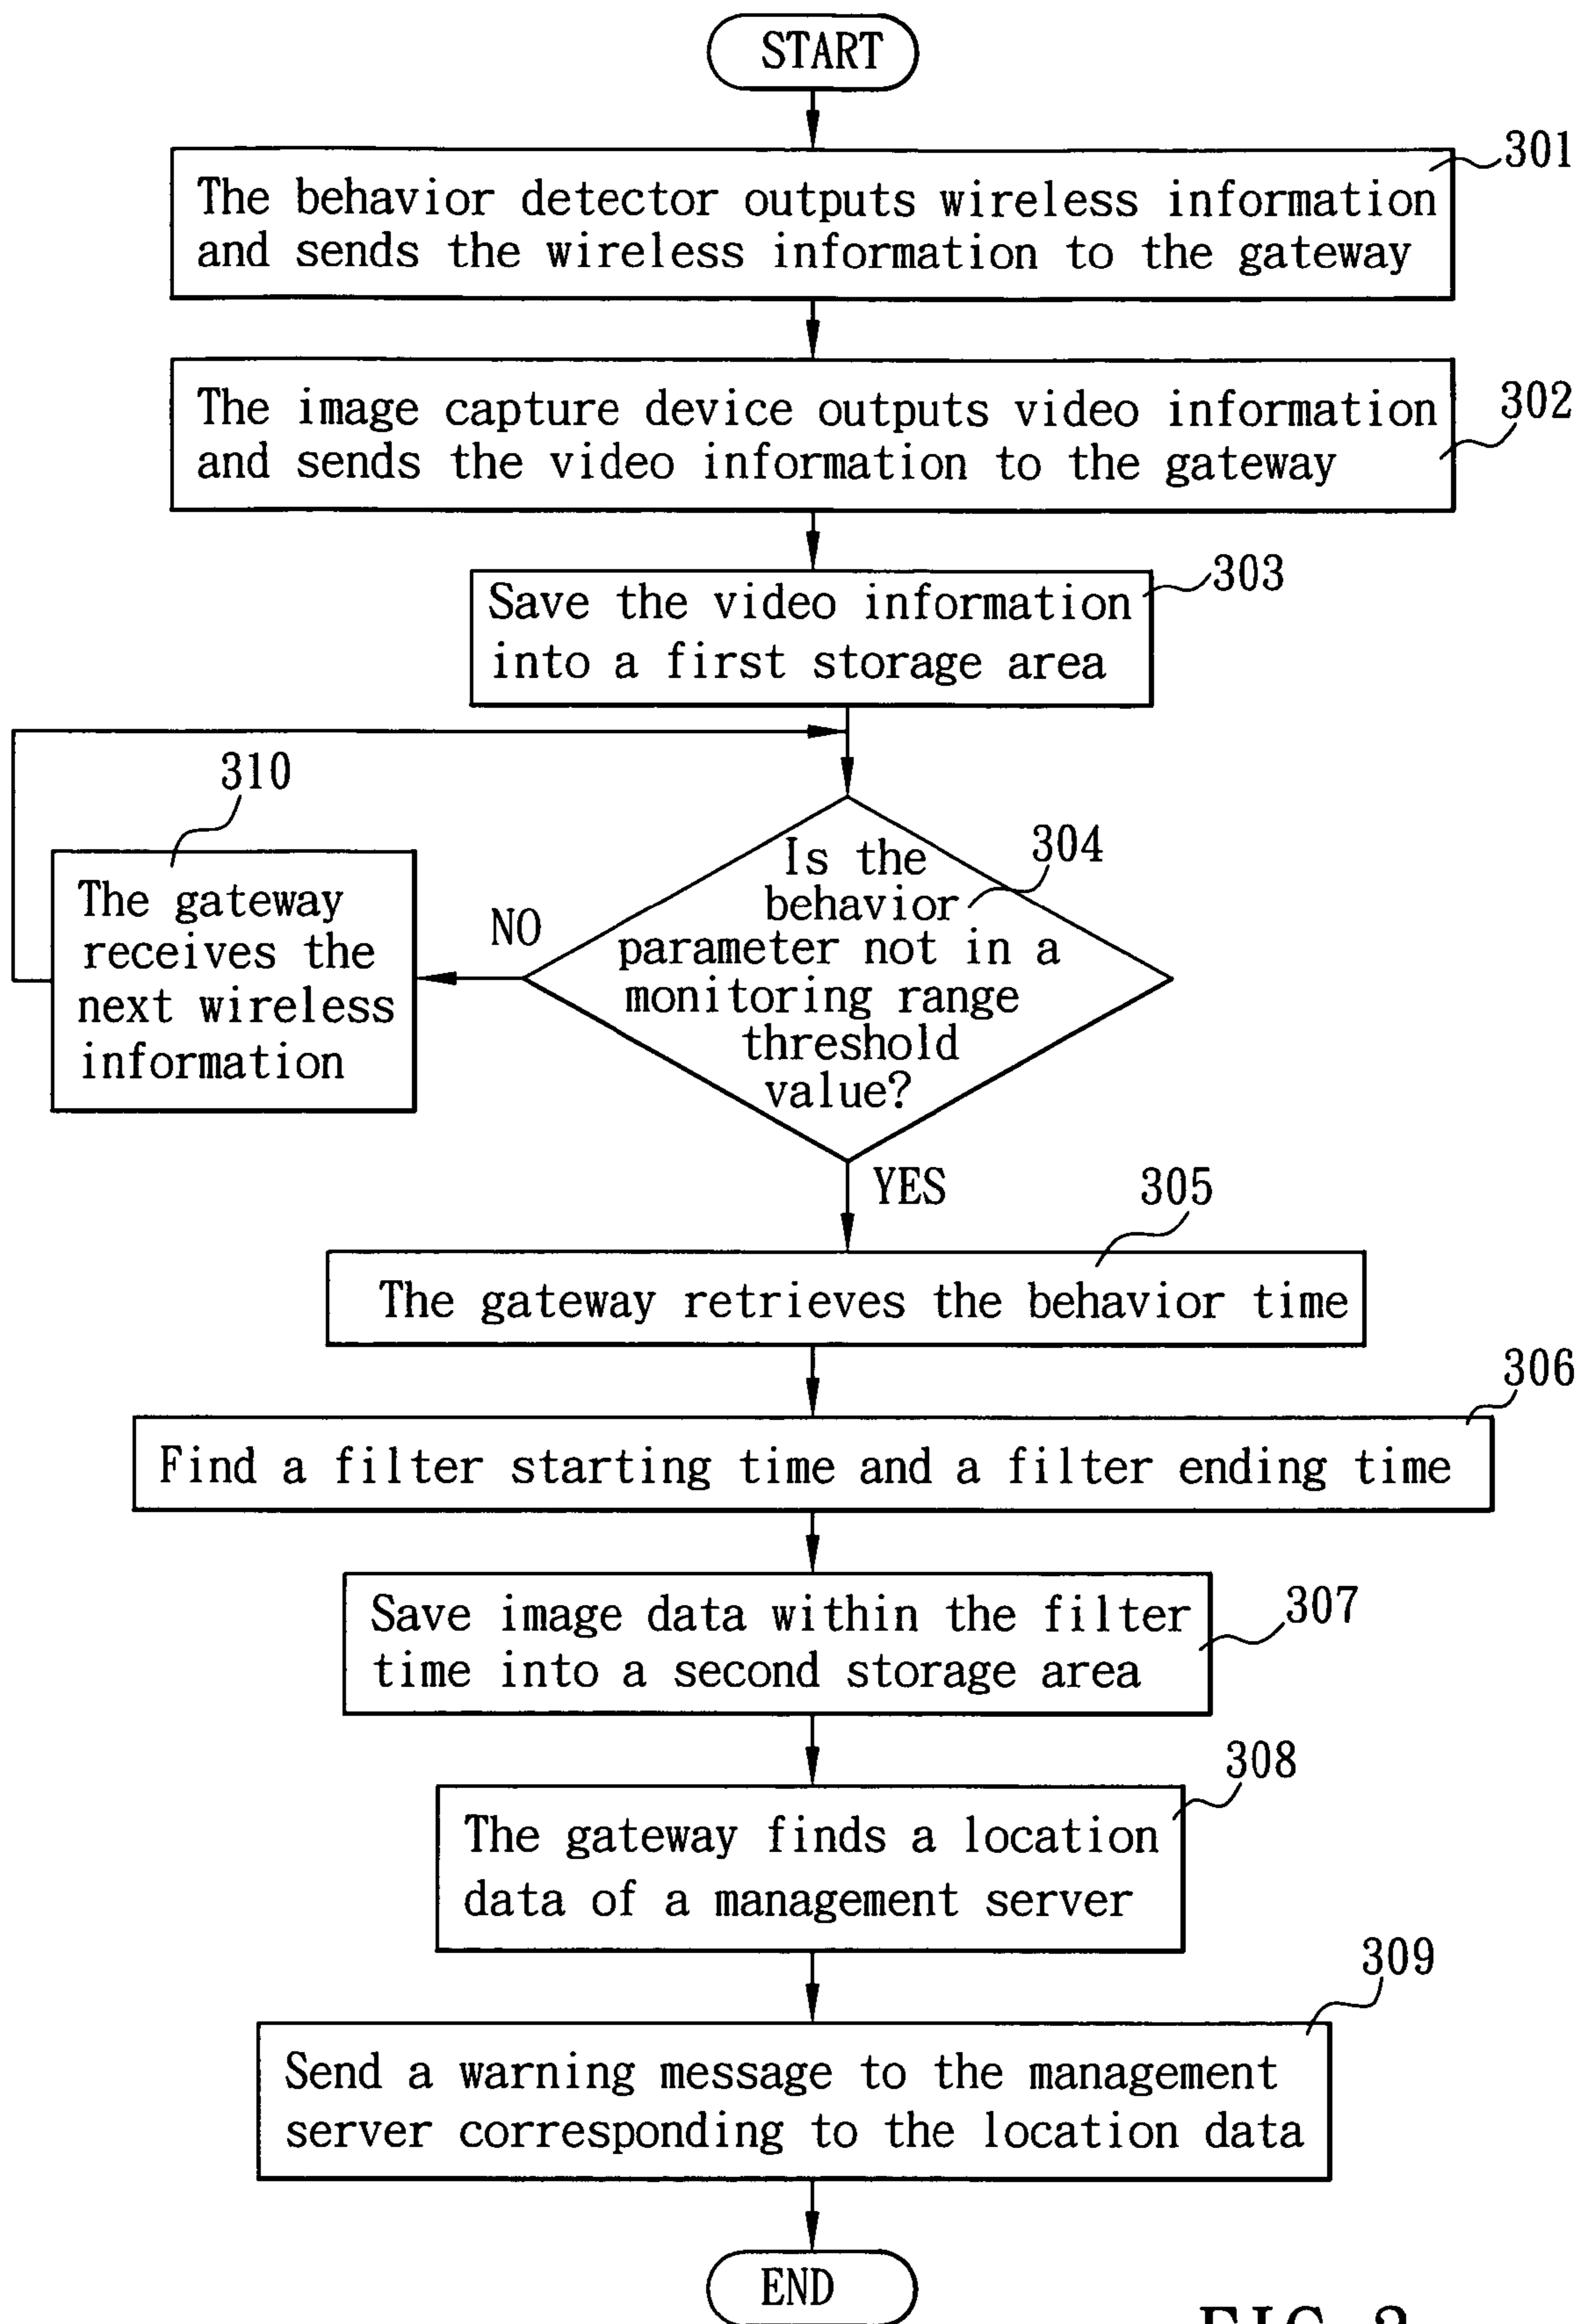 START
301
The behavior detector outputs wireless information
and sends the wireless information to the gateway
302
The image capture device outputs video information
and sends the video information to the gateway
303
Save the video information
into a first storage area
310
304
Is the
behavior
parameter not in a
monitoring range
threshold
value?
NO
The gateway
receives the
next wireless
information
YES
305
The gateway retrieves the behavior time
306
Find a filter starting time and a filter ending time
307
Save image data within the filter
time into a second storage area
308
The gateway finds a location
data of a management server
309
Send a warning message to the management
server corresponding to the location data
END